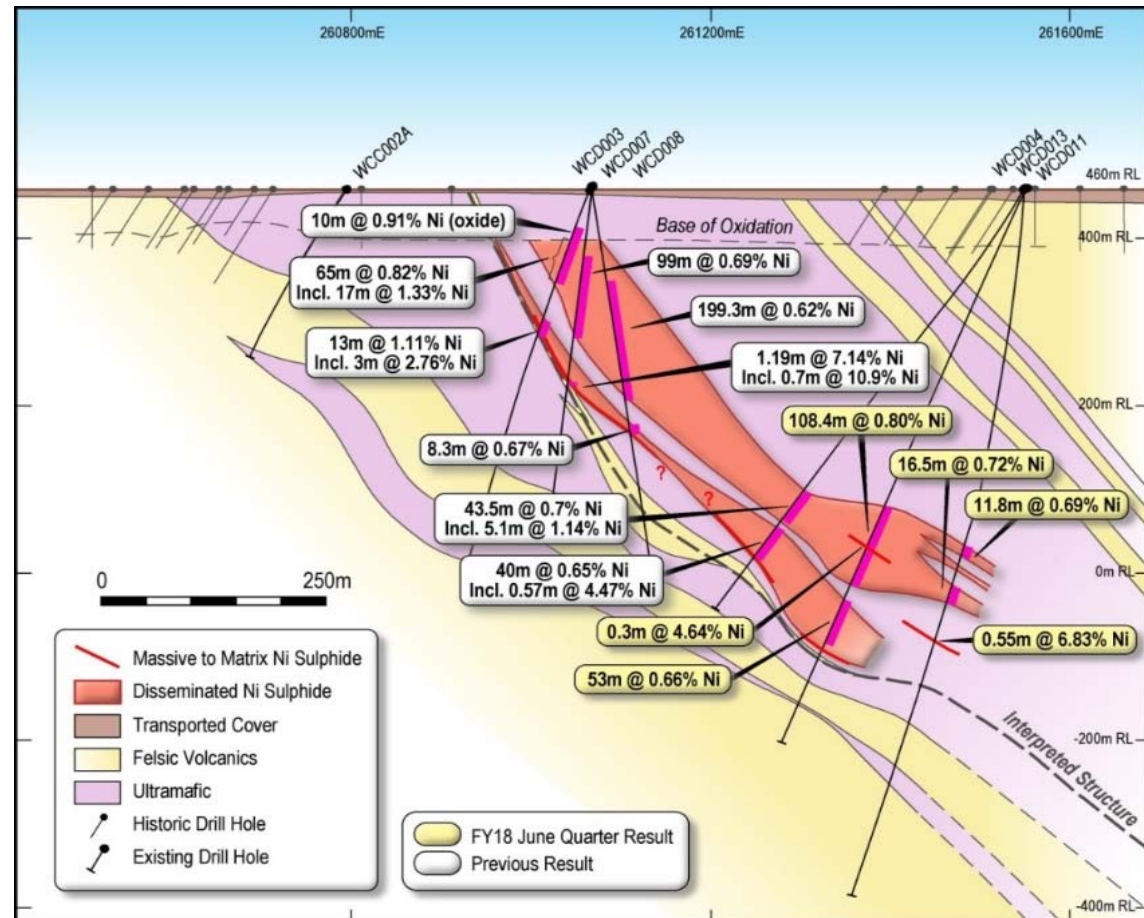 260800mE
261200mE
261600mE
WCC002A
WCD003
WCD007
WCD008
WCD004
WCD013
WCD011
460m RL
10m @ 0.91% Ni (oxide)
Base of Oxidation
400m RL
65m @ 0.82% Ni
Incl. 17m @ 1.33% Ni
99m @ 0.69% Ni
199.3m @ 0.62% Ni
13m @ 1.11% Ni
Incl. 3m @ 2.76% Ni
1.19m @ 7.14% Ni
Incl. 0.7m @ 10.9% Ni
200m RL
108.4m @ 0.80% Ni
8.3m @ 0.67% Ni
16.5m @ 0.72% Ni
?
?
11.8m @ 0.69% Ni
43.5m @ 0.7% Ni
Incl. 5.1m @ 1.14% Ni
40m @ 0.65% Ni
Incl. 0.57m @ 4.47% Ni
0m RL
0
250m
0.3m @ 4.64% Ni
0.55m @ 6.83% Ni
53m @ 0.66% Ni
-200m RL
Interpreted Structure
Massive to Matrix Ni Sulphide
Disseminated Ni Sulphide
Transported Cover
Felsic Volcanics
Ultramafic
Historic Drill Hole
Existing Drill Hole
FY18 June Quarter Result
Previous Result
-400m RL